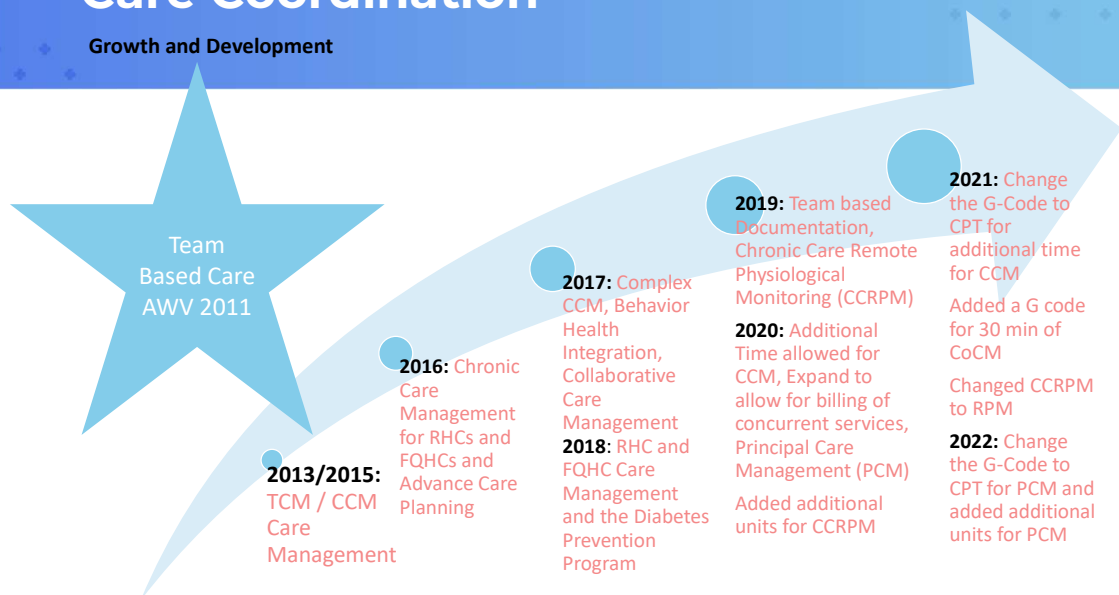 Care Coordination
Growth and Development
Team
Based Care
AWV 2011
2013/2015:
TCM / CCM
Care
Management
2016: Chronic
Care
Management
for RHCs and
FQHCs and
Advance Care
Planning
2017: Complex
CCM, Behavior
Health
Integration,
Collaborative
Care
Management
2018: RHC and
FQHC Care
Management
and the Diabetes
Prevention
Program
2019: Team based
Documentation,
Chronic Care Remote
Physiological
Monitoring (CCRPM)
2020: Additional
Time allowed for
CCM, Expand to
allow for billing of
concurrent services,
Principal Care
Management (PCM)
Added additional
units for CCRPM
2021: Change
the G-Code to
CPT for
additional time
for CCM
Added a G code
for 30 min of
CoCM
Changed CCRPM
to RPM
2022: Change
the G-Code to
CPT for PCM and
added additional
units for PCM